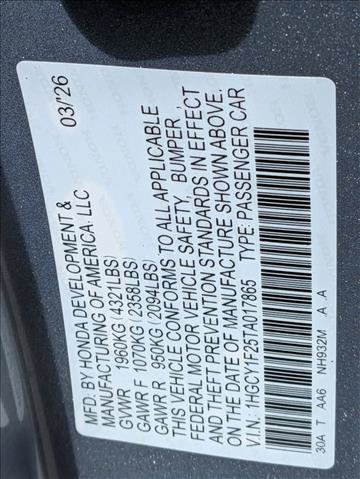 MFD. BY HONDA DEVELOPMENT & 03/'26
MANUFACTURING OF AMERICA, LLC
GVWR 1960KG(4321LBS)
GAWR F 1070KG(2358LBS)
GAWR R 950KG(2094LBS)
THIS VEHICLE CONFORMS TO ALL APPLICABLE
FEDERAL MOTOR VEHICLE SAFETY, BUMPER,
AND THEFT PREVENTION STANDARDS IN EFFECT
ON THE DATE OF MANUFACTURE SHOWN ABOVE.
V.I.N.: 1HGCY1F25TA017865 TYPE: PASSENGER CAR
30A T AA6 NH932M A .A